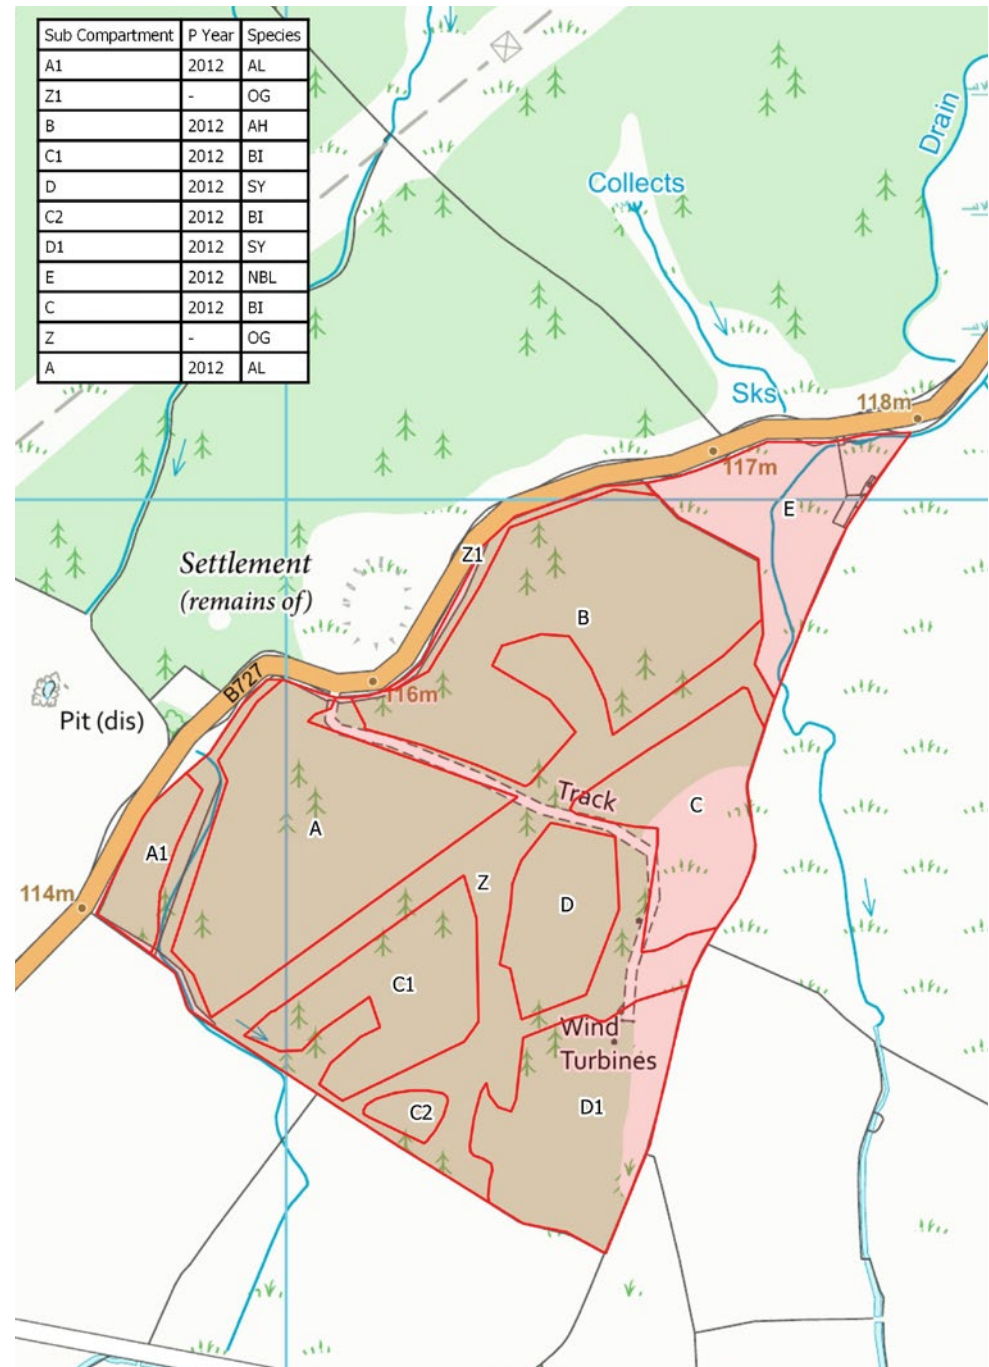 Sub Compartment P Year Species
A1 2012 AL
Z1 - OG
B 2012 AH
C1 2012 BI
D 2012 SY
C2 2012 BI
D1 2012 SY
E 2012 NBL
C 2012 BI
Z - OG
A 2012 AL
Drain
Collects
Sks
118m
117m
E
Settlement
(remains of)
Z1
B
B727
116m
Pit (dis)
Track
C
A
A1
Z
114m
D
C1
Wind
Turbines
C2
D1